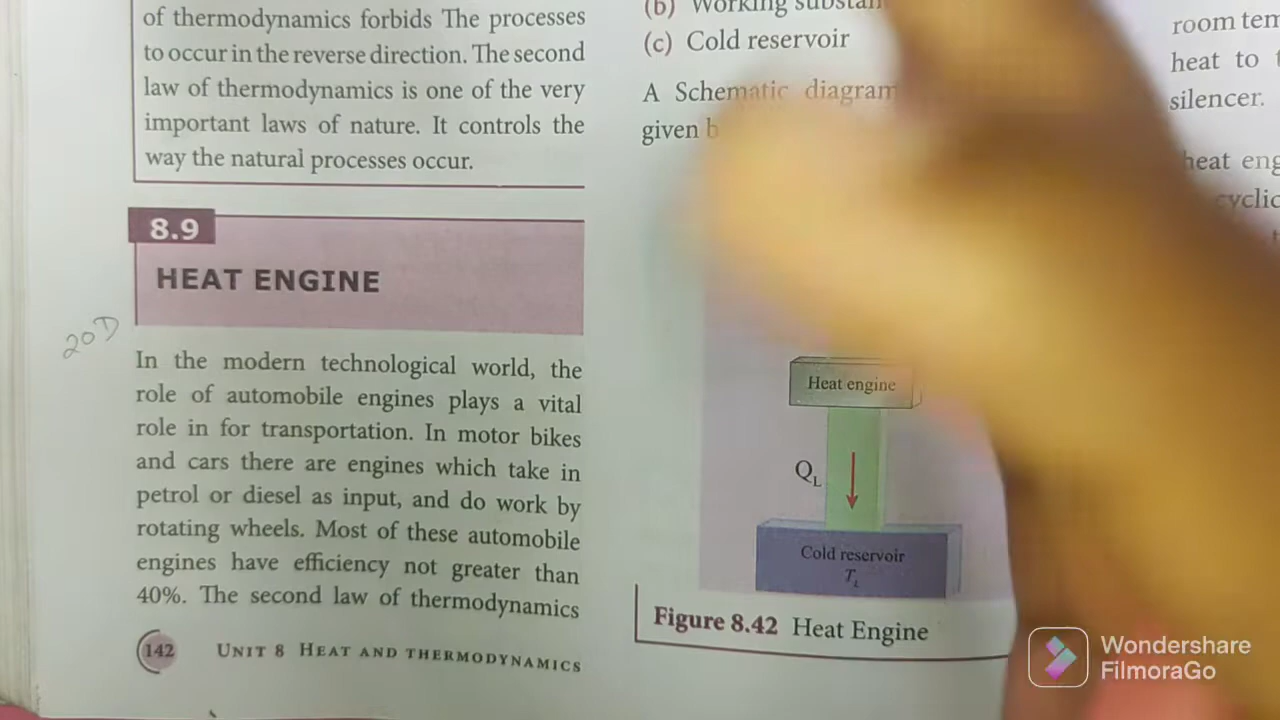 of thermodynamics forbids The processes
to occur in the reverse direction. The second
law of thermodynamics is one of the very
important laws of nature. It controls the
way the natural processes occur.
8.9
HEAT ENGINE
20D
In the modern technological world, the
role of automobile engines plays a vital
role in for transportation. In motor bikes
and cars there are engines which take in
petrol or diesel as input, and do work by
rotating wheels. Most of these automobile
engines have efficiency not greater than
40%. The second law of thermodynamics
142 UNIT 8 HEAT AND THERMODYNAMICS
(b) Working
(c) Cold reservoir
A Schematic diagram
given
Heat engine
Q_L
Cold reservoir
T_L
Figure 8.42 Heat Engine
room
heat to
silencer.
heat
Wondershare
FilmoraGo